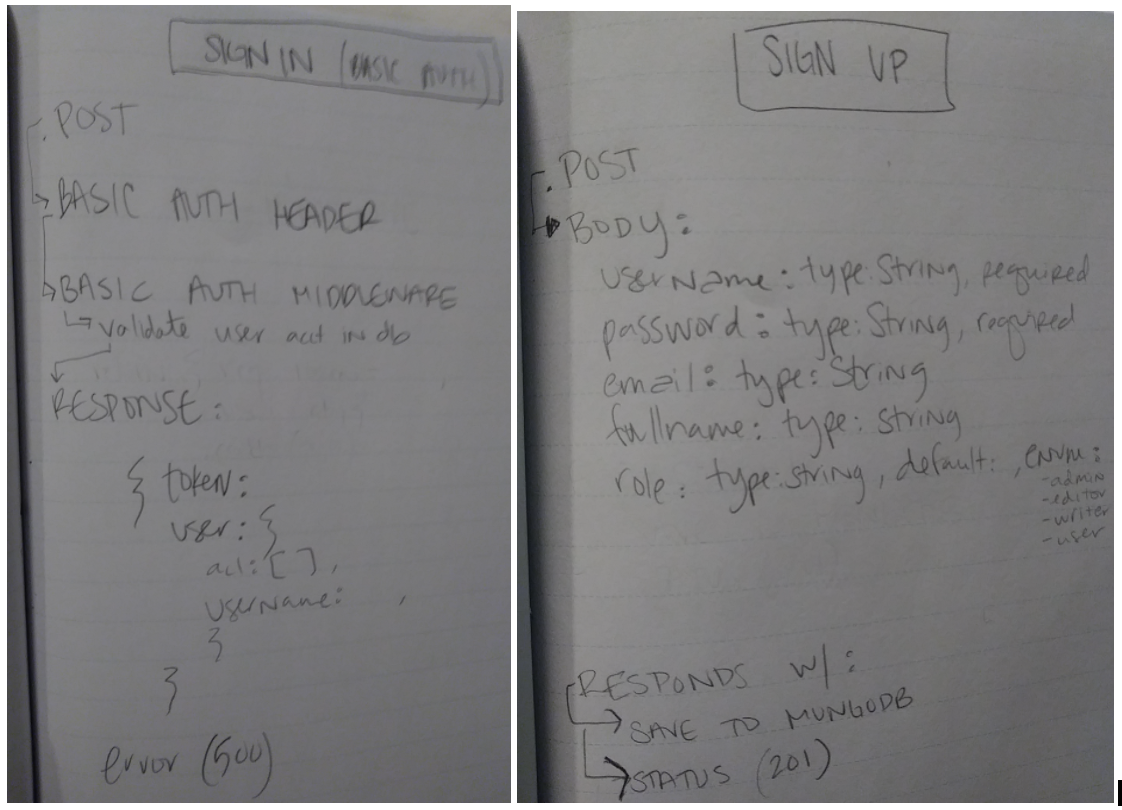 SIGN IN (BASIC AUTH)
. POST
BASIC AUTH HEADER
BASIC AUTH MIDDLEWARE
validate user acct in db
RESPONSE:
{ token:
user: {
acl: [ ],
username: ,
}
}
error (500)
SIGN UP
. POST
BODY:
username: type: String, required
password: type: String, required
email: type: String
fullname: type: String
role: type: string, default: , enum:
-admin
-editor
-writer
-user
RESPONDS w/:
SAVE TO MUNGODB
STATUS (201)